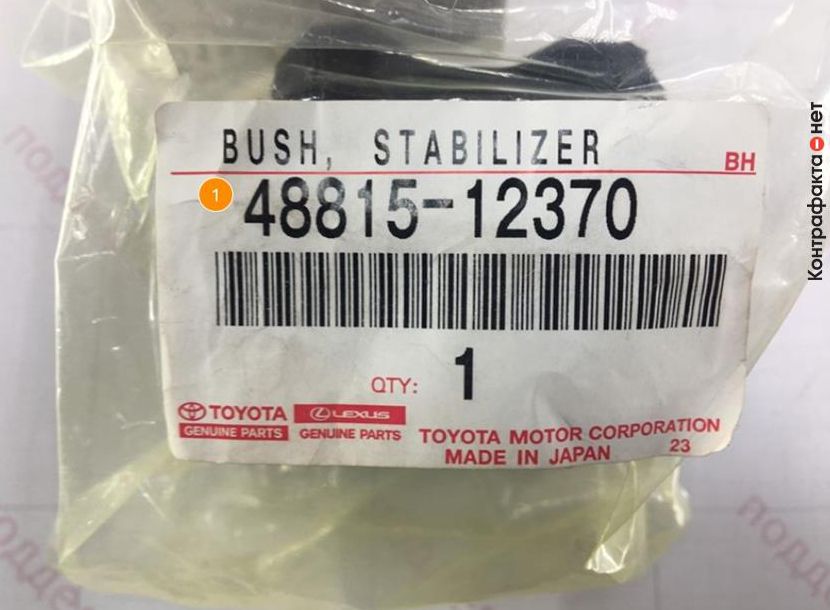 BUSH, STABILIZER
BH
1
48815-12370
QTY: 1
TOYOTA
GENUINE PARTS
LEXUS
GENUINE PARTS
TOYOTA MOTOR CORPORATION
MADE IN JAPAN 23
Контрафакта нет